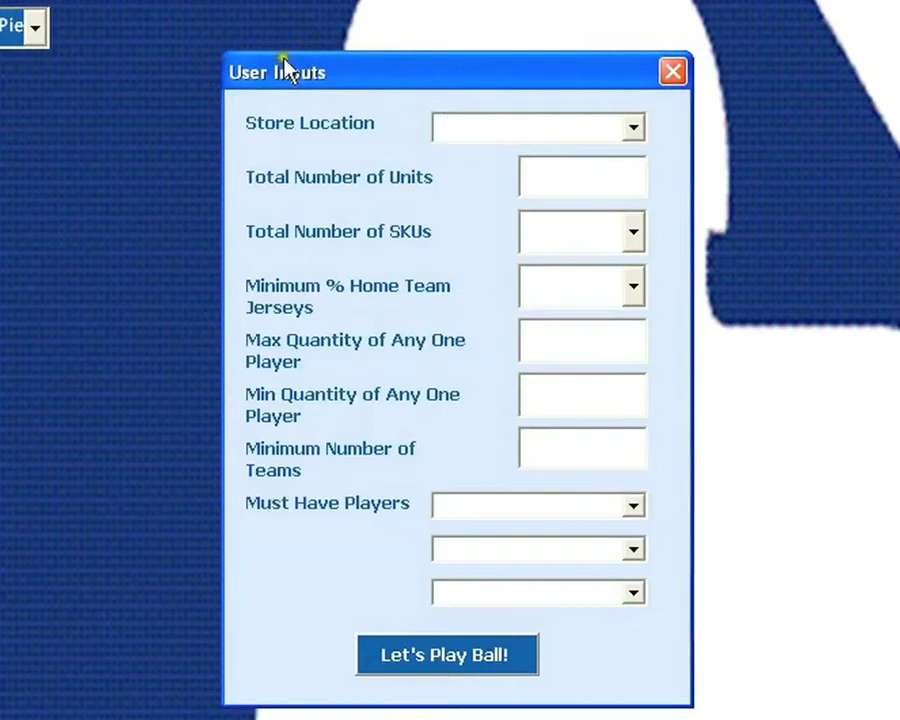 Pie
User Inputs
Store Location
Total Number of Units
Total Number of SKUs
Minimum % Home Team
Jerseys
Max Quantity of Any One
Player
Min Quantity of Any One
Player
Minimum Number of
Teams
Must Have Players
Let's Play Ball!